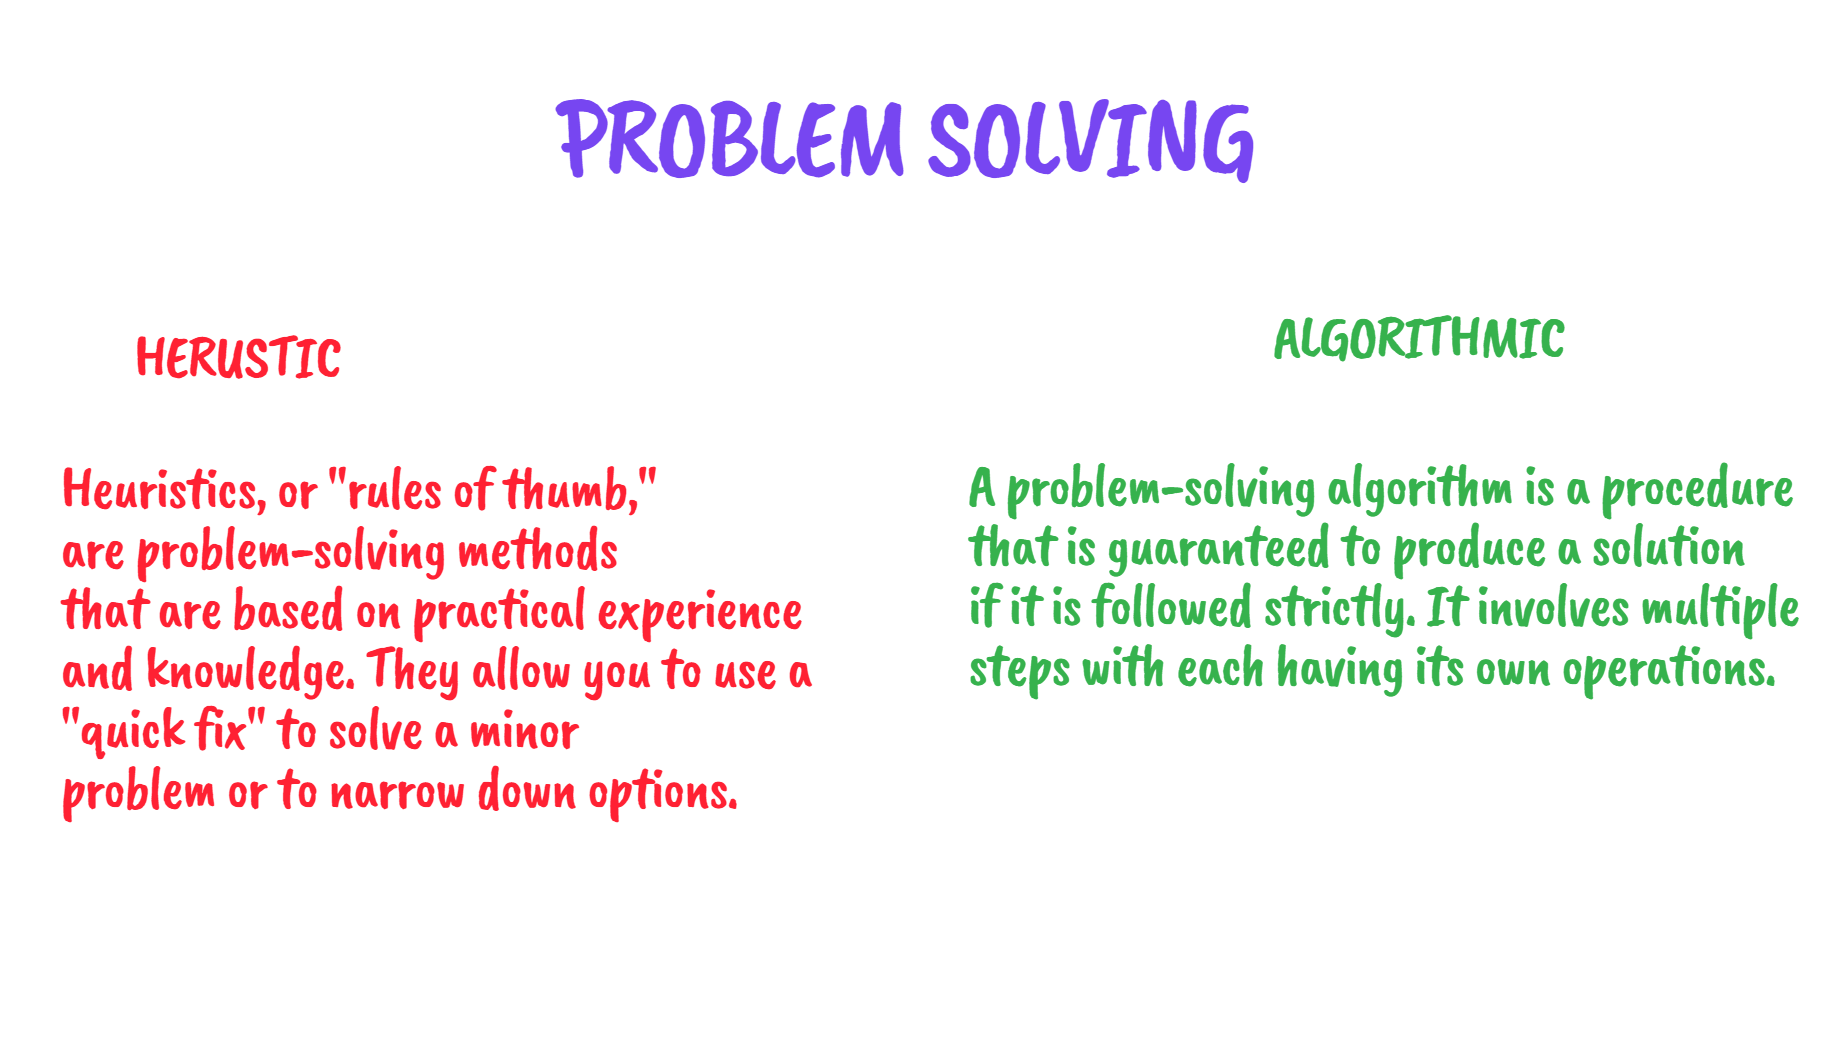 PROBLEM SOLVING
HERUSTIC
Heuristics, or "rules of thumb,"
are problem-solving methods
that are based on practical experience
and knowledge. They allow you to use a
"quick fix" to solve a minor
problem or to narrow down options.
ALGORITHMIC
A problem-solving algorithm is a procedure
that is guaranteed to produce a solution
if it is followed strictly. It involves multiple
steps with each having its own operations.